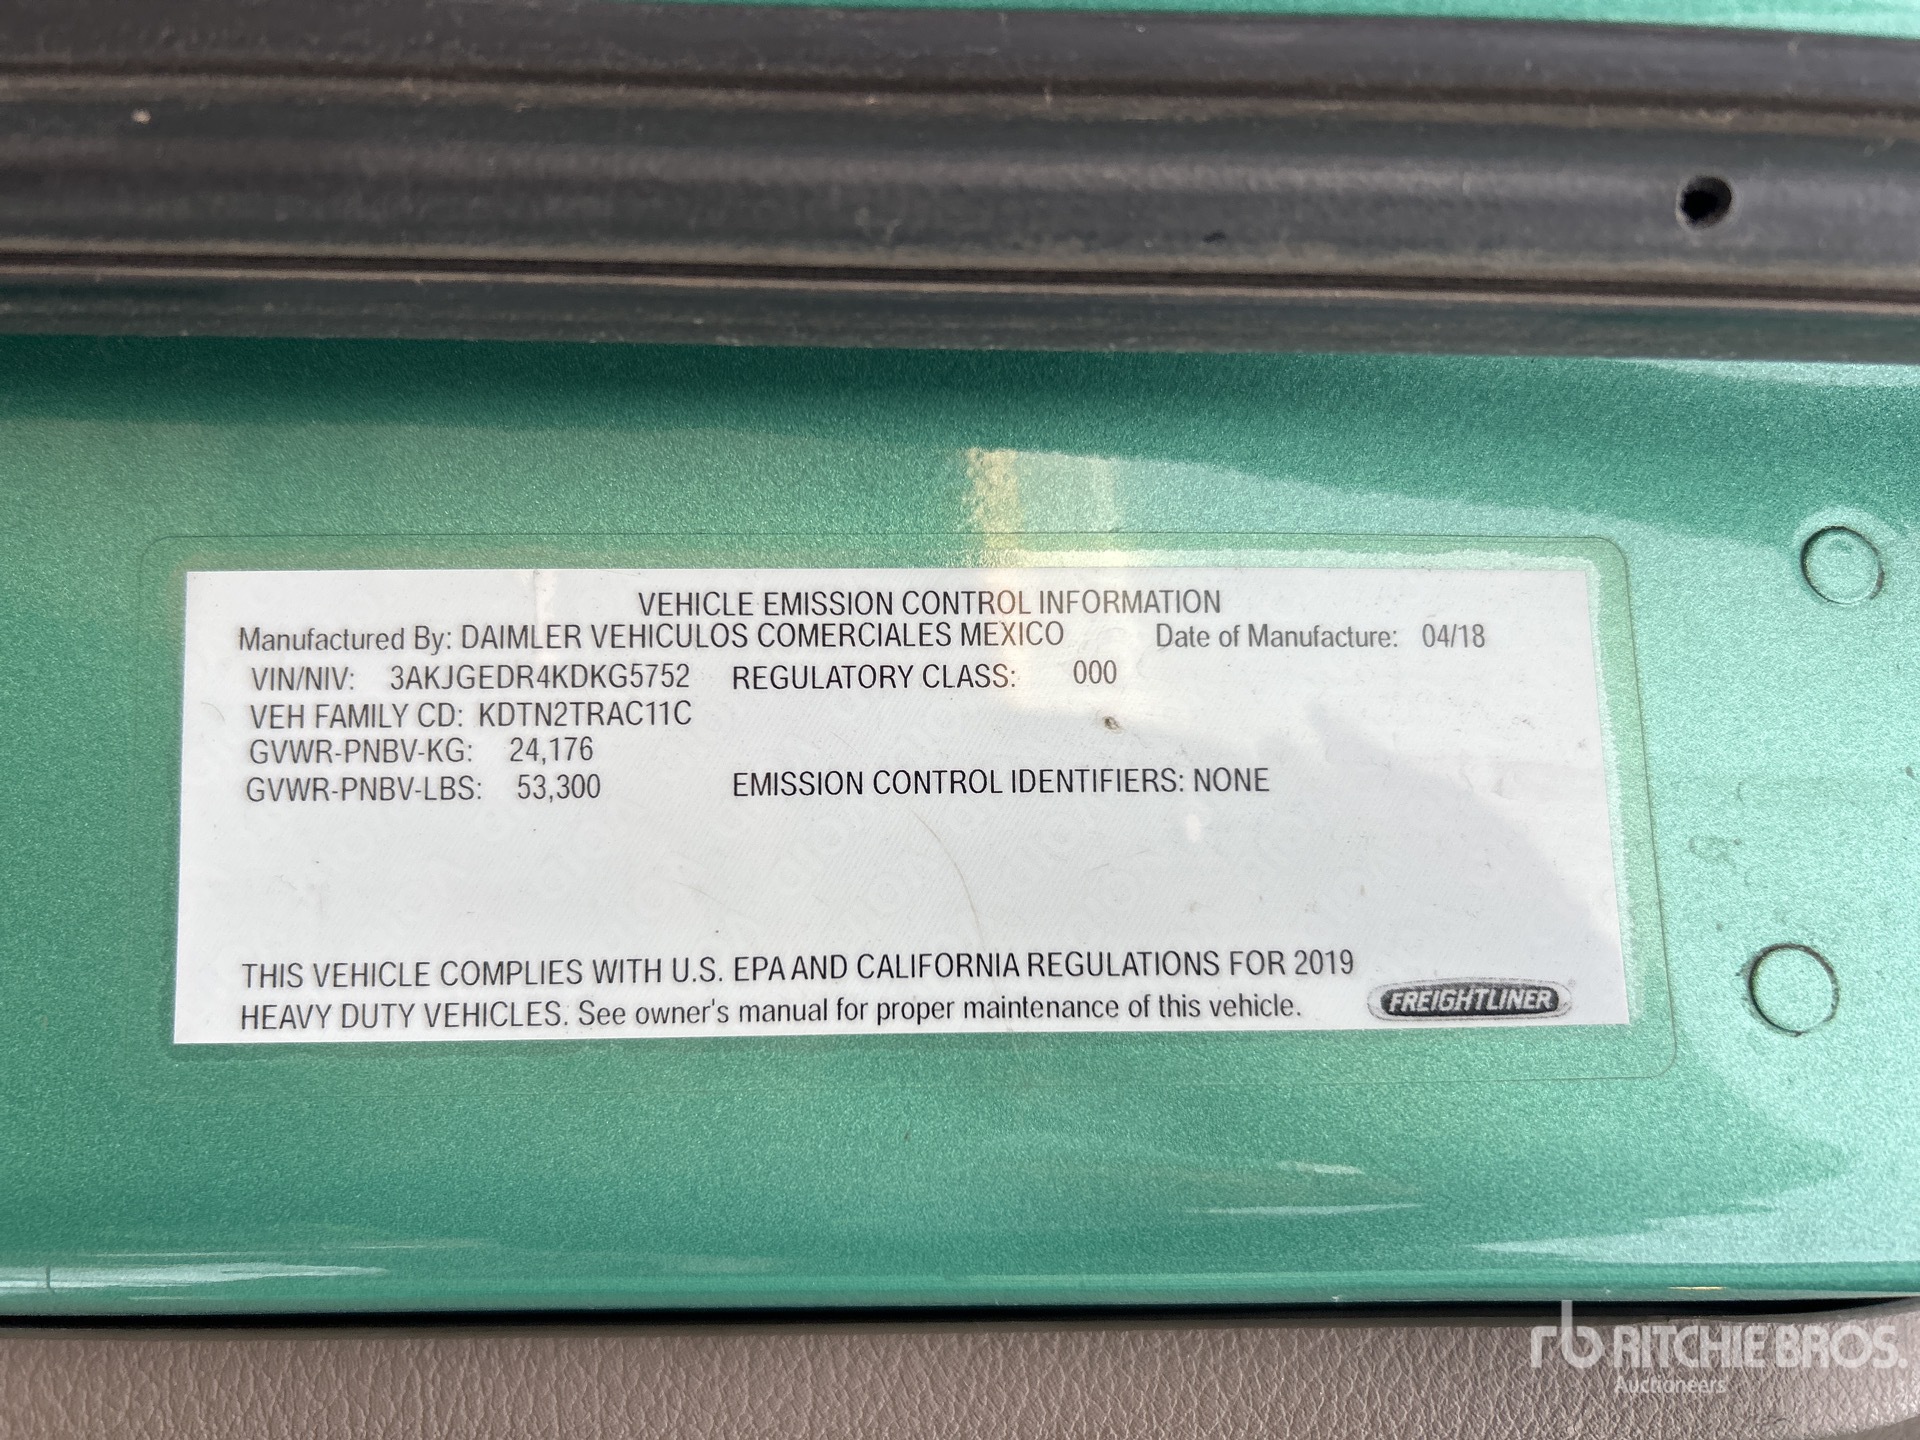 VEHICLE EMISSION CONTROL INFORMATION
Manufactured By: DAIMLER VEHICULOS COMERCIALES MEXICO Date of Manufacture: 04/18
VIN/NIV: 3AKJGEDR4KDKG5752 REGULATORY CLASS: 000
VEH FAMILY CD: KDTN2TRAC11C
GVWR-PNBV-KG: 24,176
GVWR-PNBV-LBS: 53,300 EMISSION CONTROL IDENTIFIERS: NONE
THIS VEHICLE COMPLIES WITH U.S. EPA AND CALIFORNIA REGULATIONS FOR 2019
HEAVY DUTY VEHICLES. See owner's manual for proper maintenance of this vehicle.
FREIGHTLINER
rb RITCHIE BROS.
Auctioneers